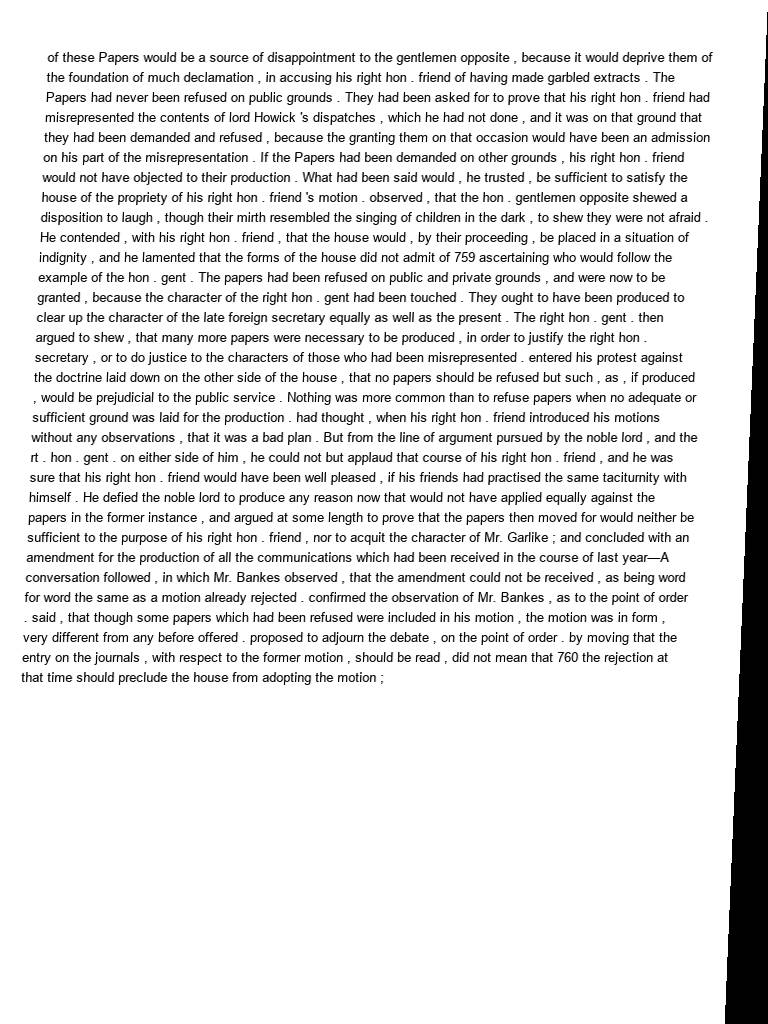 of these Papers would be a source of disappointment to the gentlemen opposite , because it would deprive them of
the foundation of much declamation , in accusing his right hon . friend of having made garbled extracts . The
Papers had never been refused on public grounds . They had been asked for to prove that his right hon . friend had
misrepresented the contents of lord Howick 's dispatches , which he had not done , and it was on that ground that
they had been demanded and refused , because the granting them on that occasion would have been an admission
on his part of the misrepresentation . If the Papers had been demanded on other grounds , his right hon . friend
would not have objected to their production . What had been said would , he trusted , be sufficient to satisfy the
house of the propriety of his right hon . friend 's motion . observed , that the hon . gentlemen opposite shewed a
disposition to laugh , though their mirth resembled the singing of children in the dark , to shew they were not afraid .
He contended , with his right hon . friend , that the house would , by their proceeding , be placed in a situation of
indignity , and he lamented that the forms of the house did not admit of 759 ascertaining who would follow the
example of the hon . gent . The papers had been refused on public and private grounds , and were now to be
granted , because the character of the right hon . gent had been touched . They ought to have been produced to
clear up the character of the late foreign secretary equally as well as the present . The right hon . gent . then
argued to shew , that many more papers were necessary to be produced , in order to justify the right hon .
secretary , or to do justice to the characters of those who had been misrepresented . entered his protest against
the doctrine laid down on the other side of the house , that no papers should be refused but such , as , if produced
, would be prejudicial to the public service . Nothing was more common than to refuse papers when no adequate or
sufficient ground was laid for the production . had thought , when his right hon . friend introduced his motions
without any observations , that it was a bad plan . But from the line of argument pursued by the noble lord , and the
rt . hon . gent . on either side of him , he could not but applaud that course of his right hon . friend , and he was
sure that his right hon . friend would have been well pleased , if his friends had practised the same taciturnity with
himself . He defied the noble lord to produce any reason now that would not have applied equally against the
papers in the former instance , and argued at some length to prove that the papers then moved for would neither be
sufficient to the purpose of his right hon . friend , nor to acquit the character of Mr. Garlike ; and concluded with an
amendment for the production of all the communications which had been received in the course of last year—A
conversation followed , in which Mr. Bankes observed , that the amendment could not be received , as being word
for word the same as a motion already rejected . confirmed the observation of Mr. Bankes , as to the point of order
. said , that though some papers which had been refused were included in his motion , the motion was in form ,
very different from any before offered . proposed to adjourn the debate , on the point of order . by moving that the
entry on the journals , with respect to the former motion , should be read , did not mean that 760 the rejection at
that time should preclude the house from adopting the motion ;